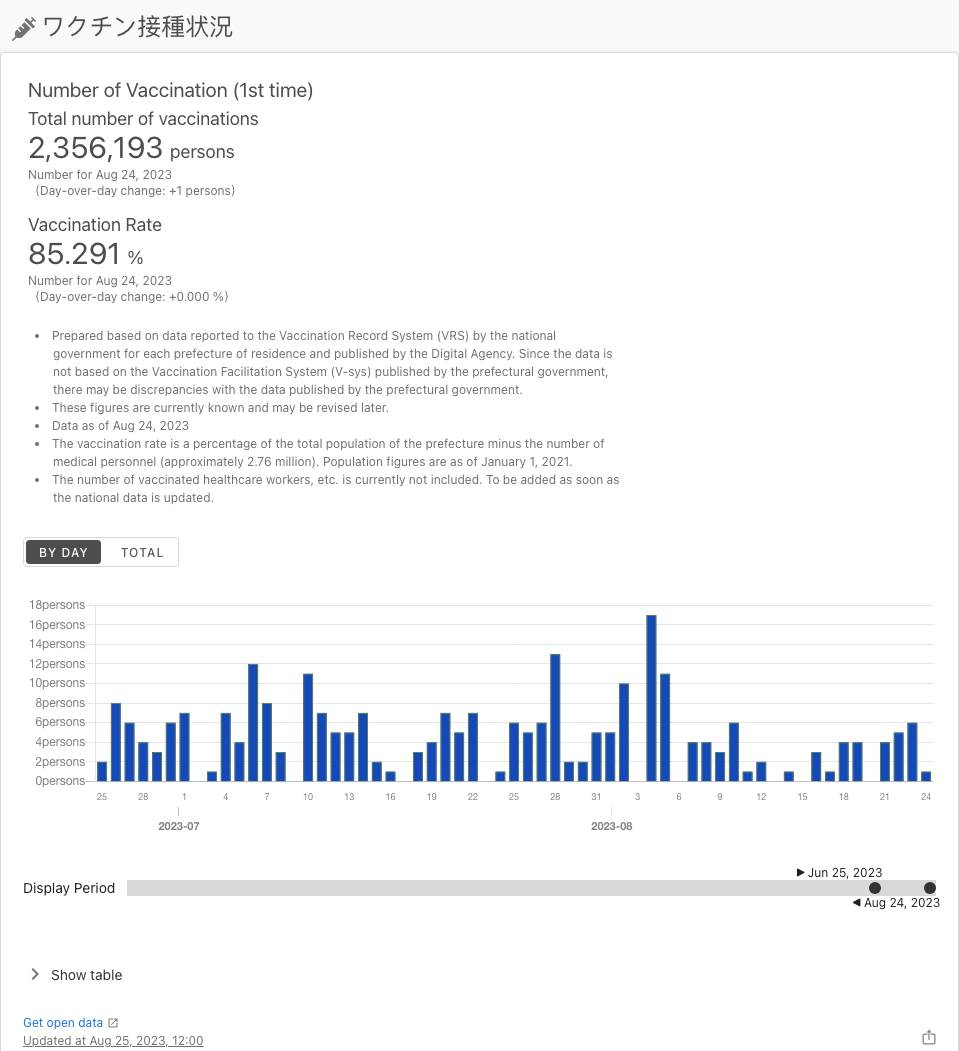 ワクチン接種状況
Number of Vaccination (1st time)
Total number of vaccinations
2,356,193 persons
Number for Aug 24, 2023
(Day-over-day change: +1 persons)
Vaccination Rate
85.291 %
Number for Aug 24, 2023
(Day-over-day change: +0.000 %)
• Prepared based on data reported to the Vaccination Record System (VRS) by the national
government for each prefecture of residence and published by the Digital Agency. Since the data is
not based on the Vaccination Facilitation System (V-sys) published by the prefectural government,
there may be discrepancies with the data published by the prefectural government.
• These figures are currently known and may be revised later.
• Data as of Aug 24, 2023
• The vaccination rate is a percentage of the total population of the prefecture minus the number of
medical personnel (approximately 2.76 million). Population figures are as of January 1, 2021.
• The number of vaccinated healthcare workers, etc. is currently not included. To be added as soon as
the national data is updated.
BY DAY TOTAL
18persons
16persons
14persons
12persons
10persons
8persons
6persons
4persons
2persons
0persons
25 28 1 4 7 10 13 16 19 22 25 28 31 3 6 9 12 15 18 21 24
2023-07 2023-08
Jun 25, 2023
Display Period
Aug 24, 2023
Show table
Get open data
Updated at Aug 25, 2023, 12:00